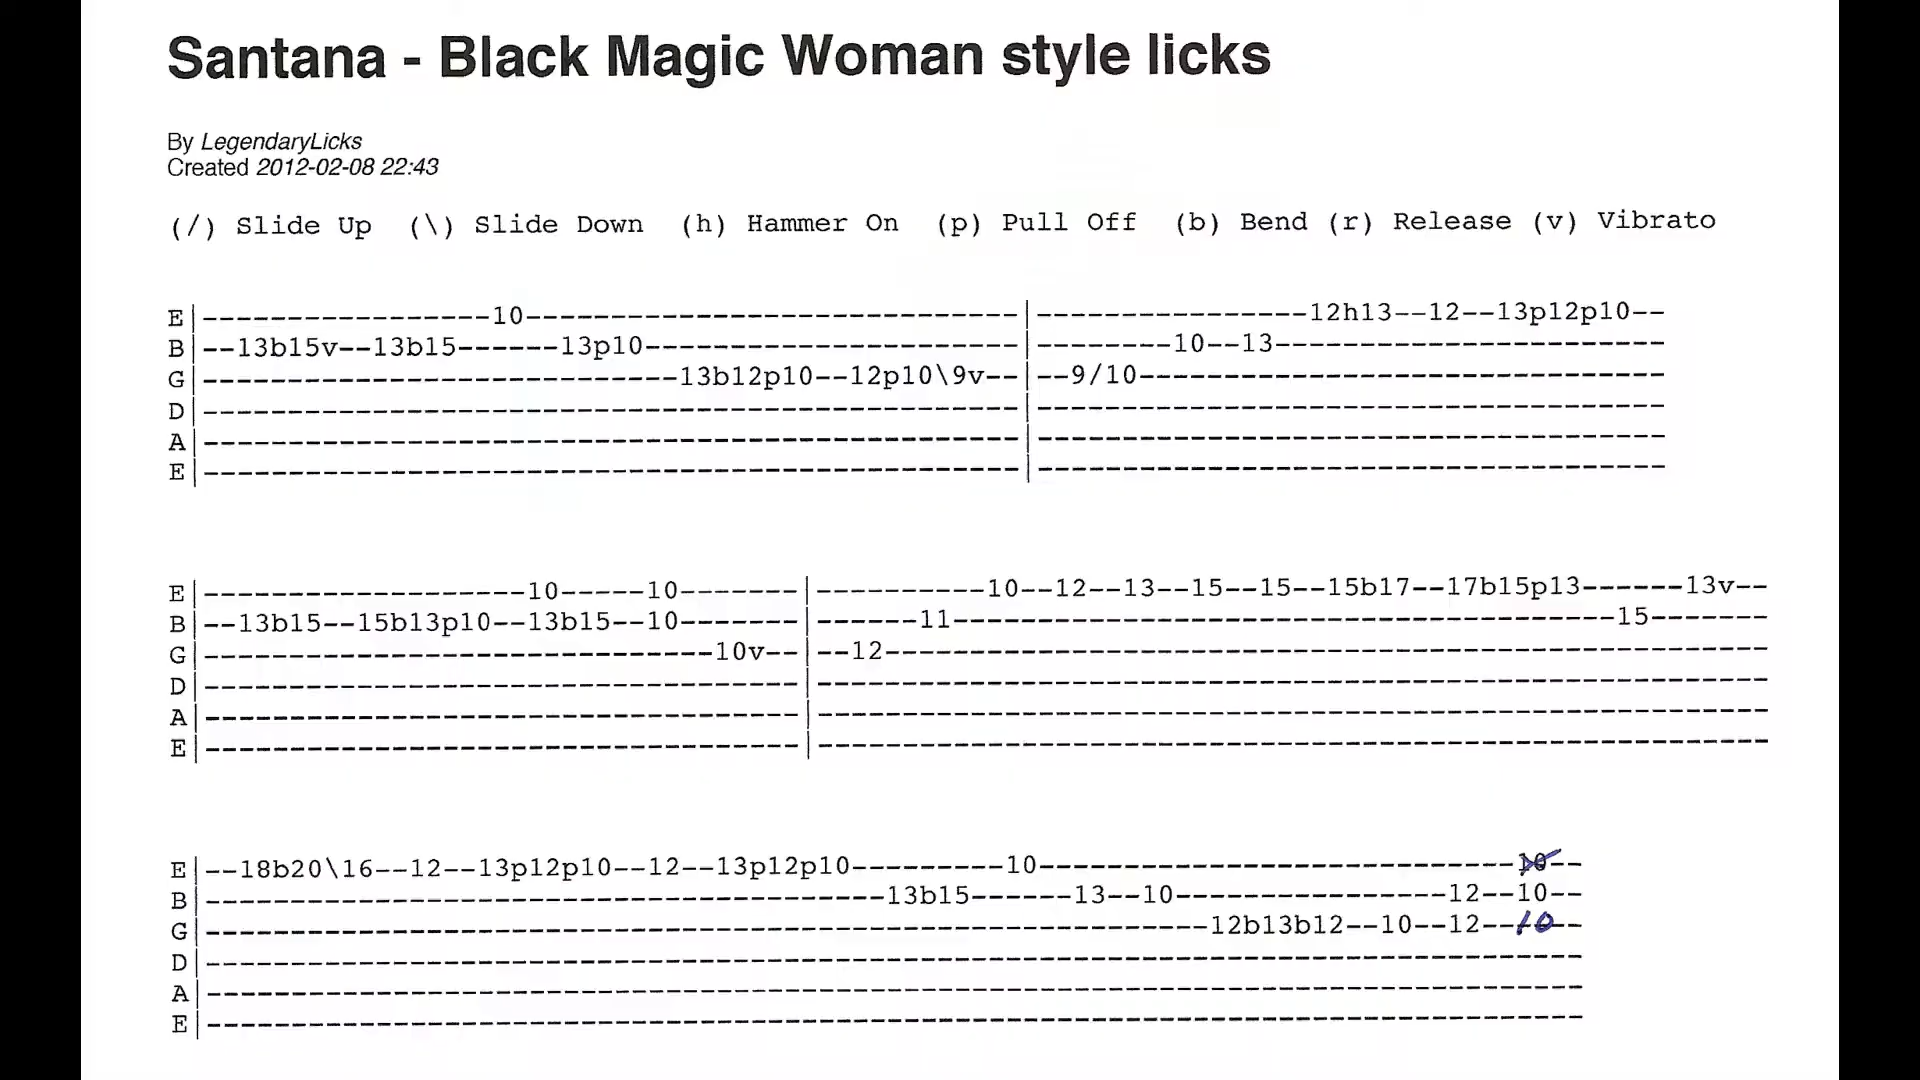 Santana - Black Magic Woman style licks
By LegendaryLicks
Created 2012-02-08 22:43
(/) Slide Up (\) Slide Down (h) Hammer On (p) Pull Off (b) Bend (r) Release (v) Vibrato
E|-----------------10-----------------------------|----------------12h13--12--13p12p10--
B|--13b15v--13b15------13p10----------------------|--------10--13-----------------------
G|----------------------------13b12p10--12p10\9v--|--9/10-------------------------------
D|------------------------------------------------|-------------------------------------
A|------------------------------------------------|-------------------------------------
E|------------------------------------------------|-------------------------------------
E|-------------------10-----10-------|----------10--12--13--15--15--15b17--17b15p13------13v--
B|--13b15--15b13p10--13b15--10-------|------11---------------------------------------15-------
G|------------------------------10v--|--12----------------------------------------------------
D|-----------------------------------|--------------------------------------------------------
A|-----------------------------------|--------------------------------------------------------
E|-----------------------------------|--------------------------------------------------------
E|--18b20\16--12--13p12p10--12--13p12p10---------10----------------------------10--
B|----------------------------------------13b15------13--10----------------12--10--
G|-----------------------------------------------------------12b13b12--10--12--10--
D|---------------------------------------------------------------------------------
A|---------------------------------------------------------------------------------
E|---------------------------------------------------------------------------------